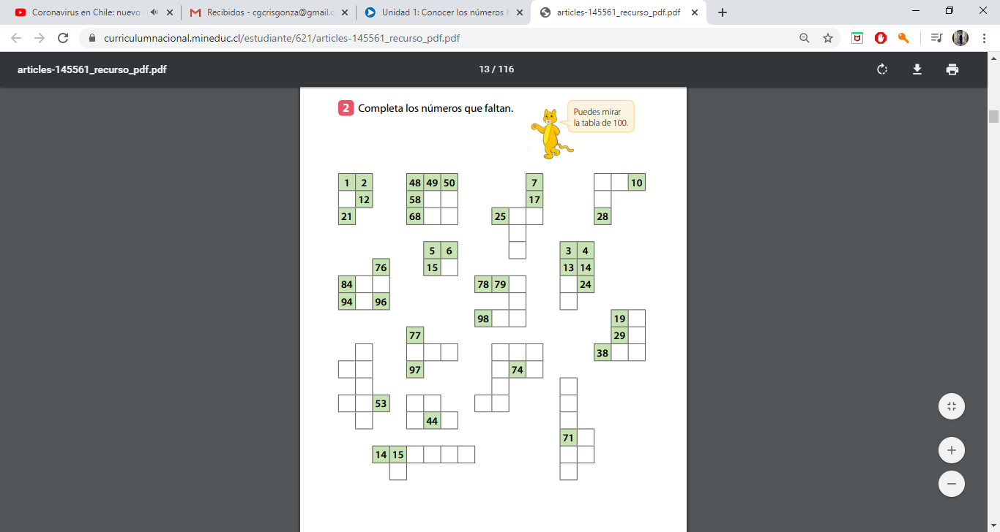 Coronavirus en Chile: nuevo
Recibidos - cgcrisgonza@gmail.c
Unidad 1: Conocer los números h
articles-145561_recurso_pdf.pdf
curriculumnacional.mineduc.cl/estudiante/621/articles-145561_recurso_pdf.pdf
articles-145561_recurso_pdf.pdf
13 / 116
2 Completa los números que faltan.
Puedes mirar
la tabla de 100.
1 2 48 49 50 7 10
12 58 17
21 68 25 28
5 6 3 4
76 15 13 14
84 78 79 24
94 96
98 19
77 29
38
97 74
53
44
71
14 15